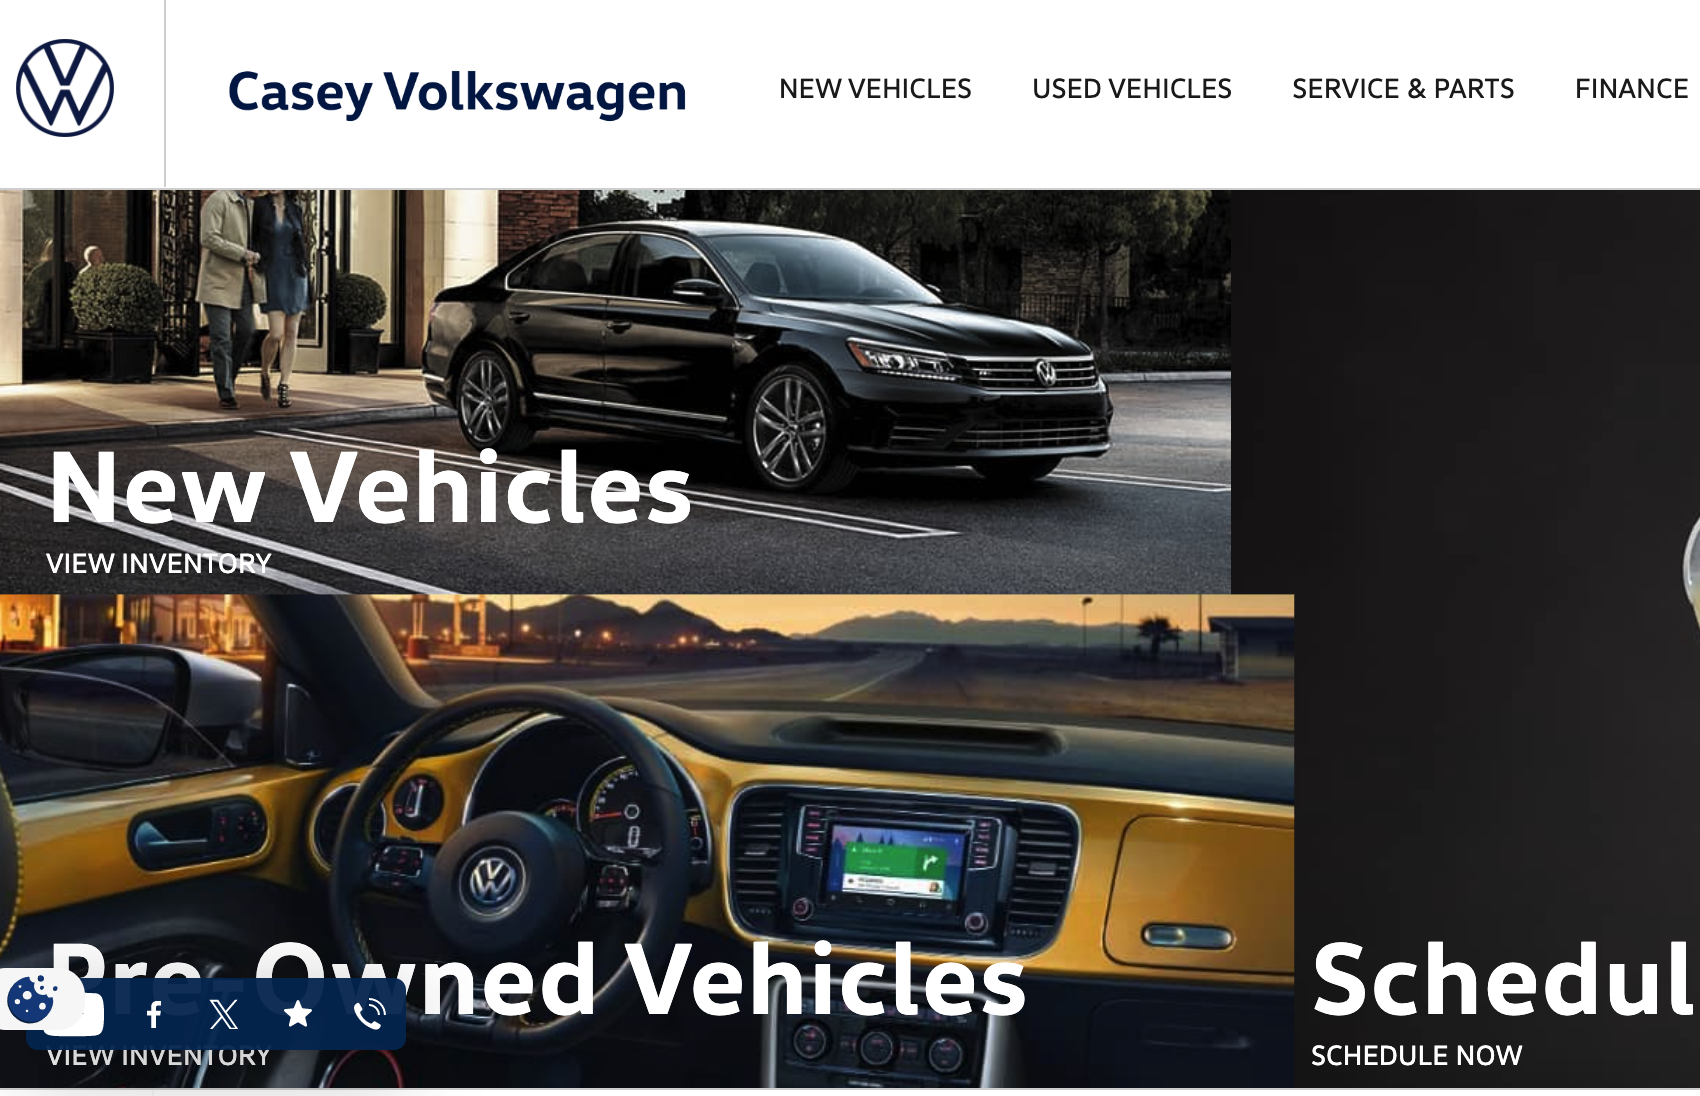 Casey Volkswagen
NEW VEHICLES
USED VEHICLES
SERVICE & PARTS
FINANCE
New Vehicles
VIEW INVENTORY
Pre-Owned Vehicles
VIEW INVENTORY
Schedul
SCHEDULE NOW